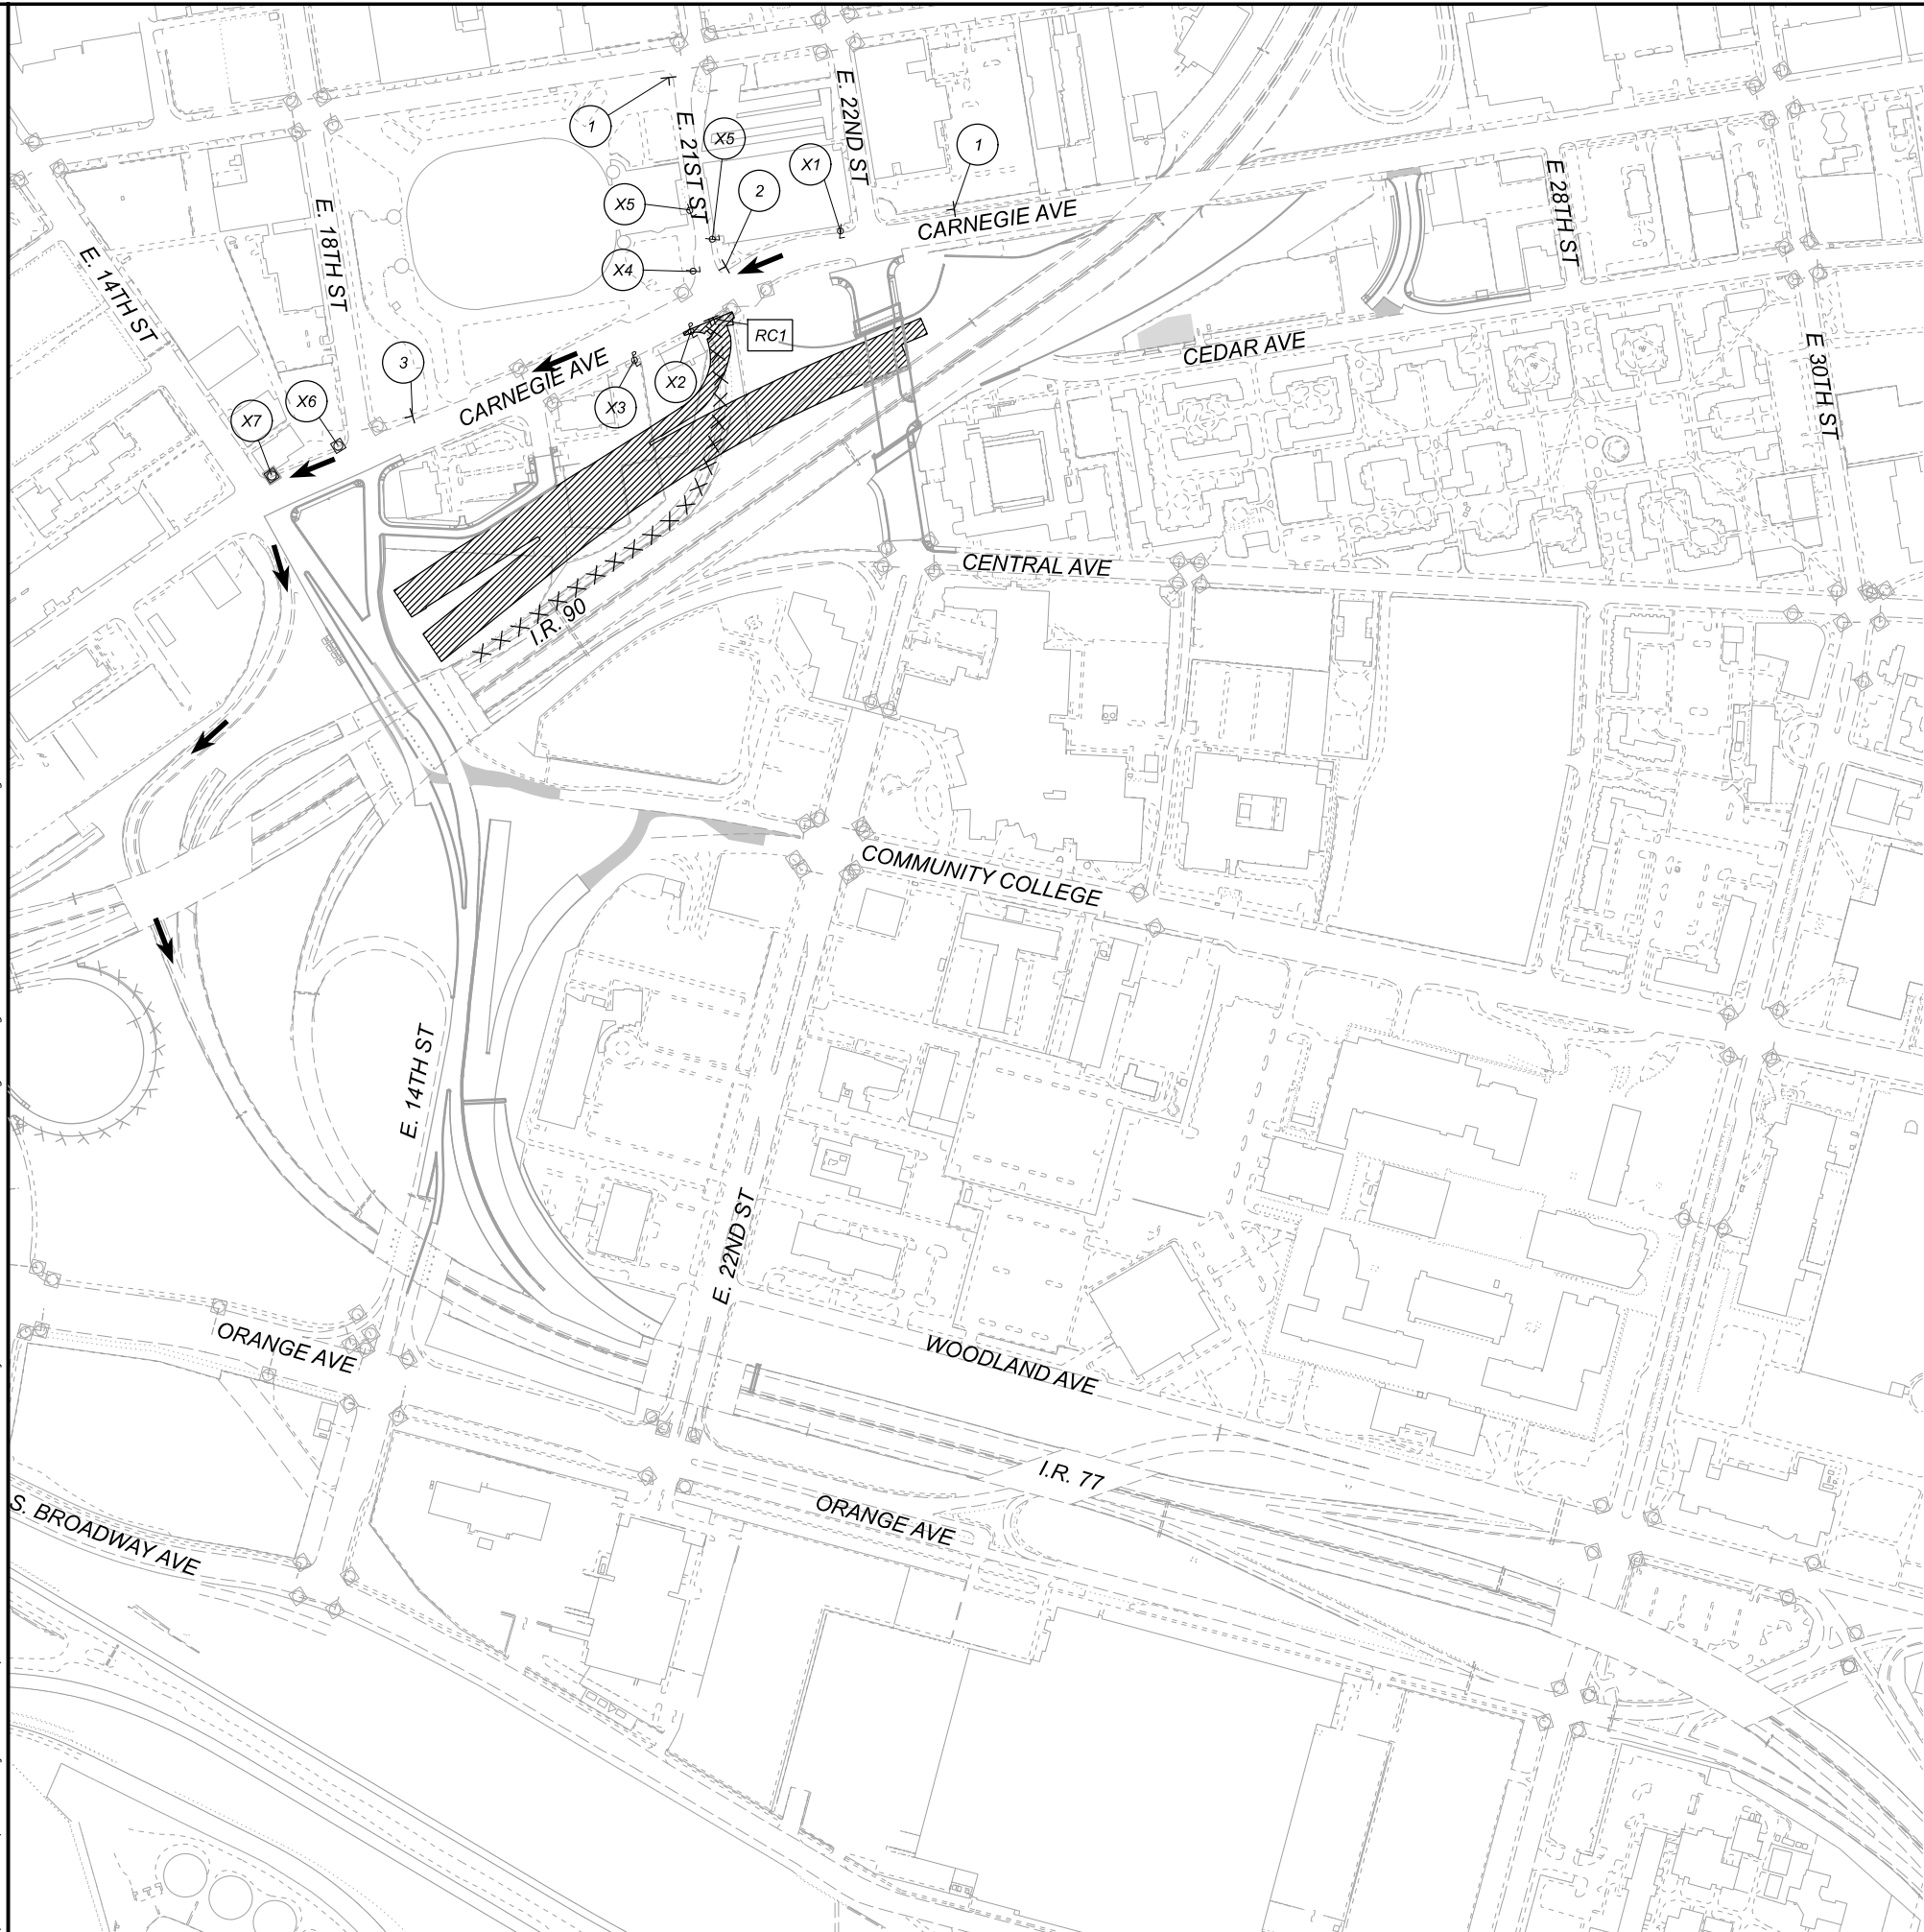 E. 22ND ST
1
E. 21ST ST
X5
1
X1
2
X5
E. 28TH ST
CARNEGIE AVE
E. 18TH ST
E. 14TH ST
X4
RC1
CEDAR AVE
E 30TH ST
3
CARNEGIE AVE
X2
X6
X3
X7
CENTRAL AVE
I.R. 90
COMMUNITY COLLEGE
E. 14TH ST
E. 22ND ST
ORANGE AVE
WOODLAND AVE
I.R. 77
S. BROADWAY AVE
ORANGE AVE